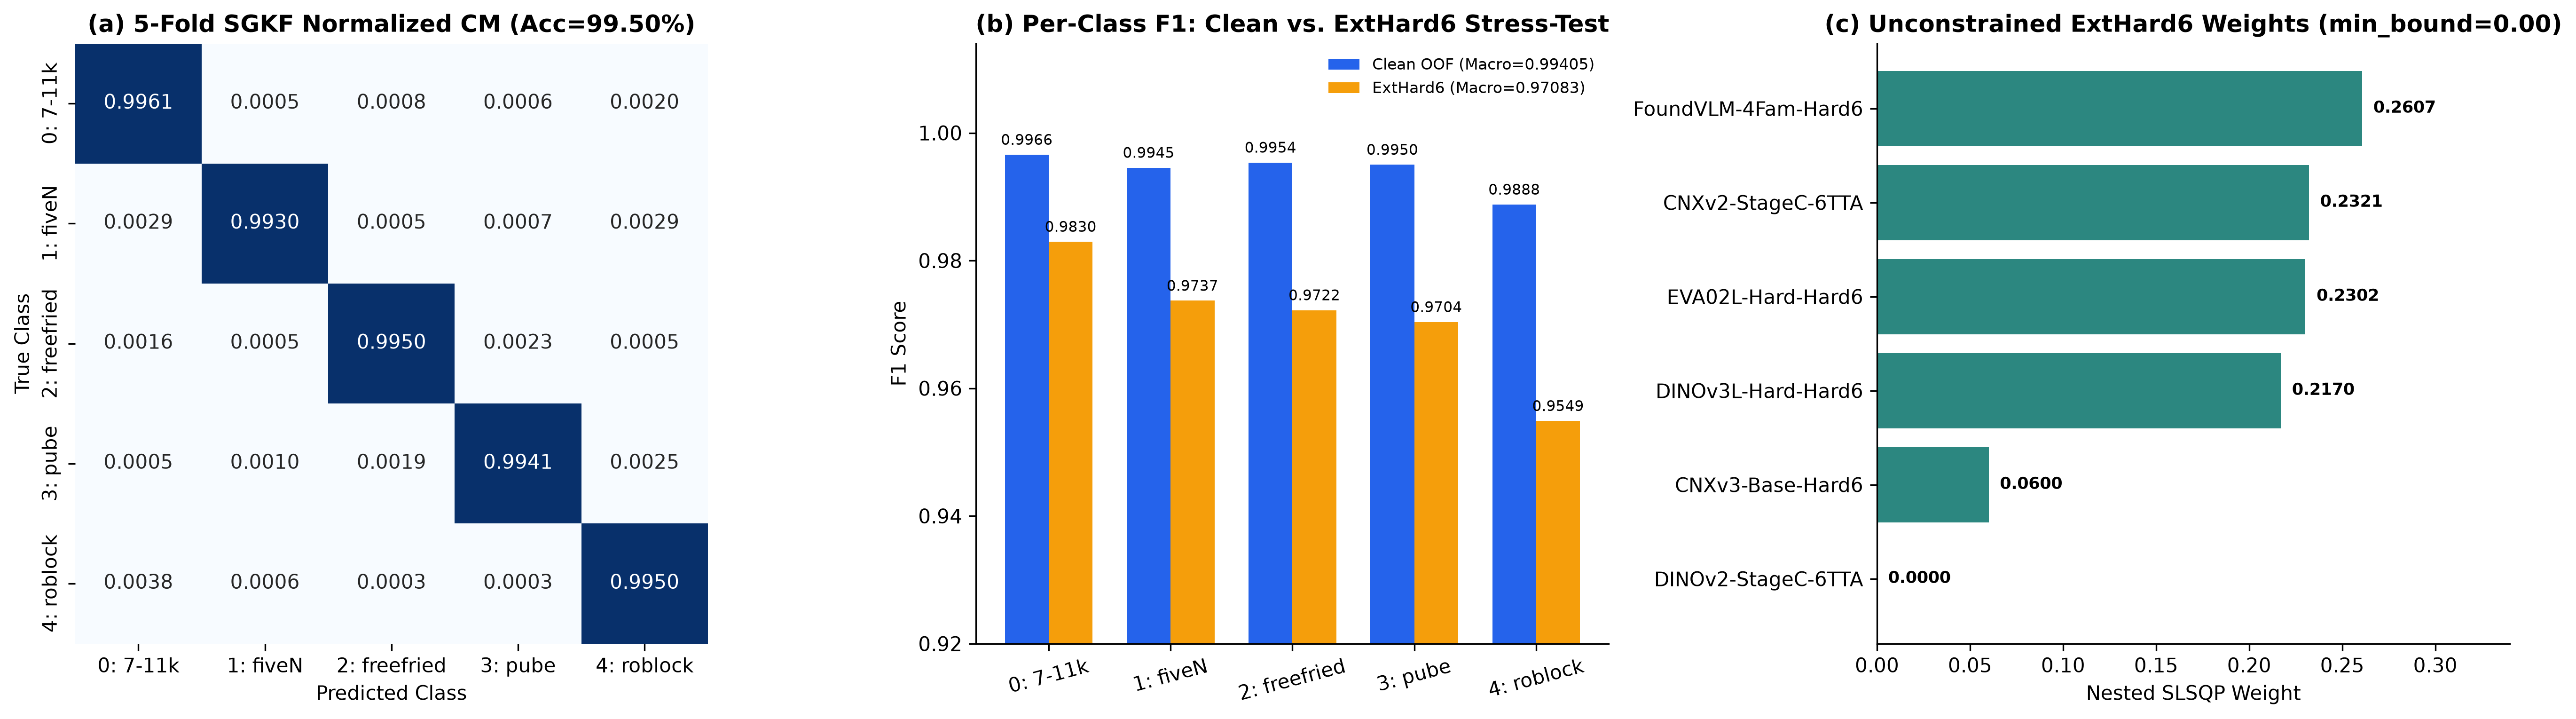 (a) 5-Fold SGKF Normalized CM (Acc=99.50%)
True Class
0: 7-11k
0.9961 0.0005 0.0008 0.0006 0.0020
1: fiveN
0.0029 0.9930 0.0005 0.0007 0.0029
2: freefried
0.0016 0.0005 0.9950 0.0023 0.0005
3: pube
0.0005 0.0010 0.0019 0.9941 0.0025
4: roblock
0.0038 0.0006 0.0003 0.0003 0.9950
0: 7-11k 1: fiveN 2: freefried 3: pube 4: roblock
Predicted Class
(b) Per-Class F1: Clean vs. ExtHard6 Stress-Test
Clean OOF (Macro=0.99405)
ExtHard6 (Macro=0.97083)
F1 Score
1.00
0.98
0.96
0.94
0.92
0.9966 0.9945 0.9954 0.9950 0.9888
0.9830 0.9737 0.9722 0.9704 0.9549
0: 7-11k 1: fiveN 2: freefried 3: pube 4: roblock
(c) Unconstrained ExtHard6 Weights (min_bound=0.00)
FoundVLM-4Fam-Hard6 0.2607
CNXv2-StageC-6TTA 0.2321
EVA02L-Hard-Hard6 0.2302
DINOv3L-Hard-Hard6 0.2170
CNXv3-Base-Hard6 0.0600
DINOv2-StageC-6TTA 0.0000
0.00 0.05 0.10 0.15 0.20 0.25 0.30
Nested SLSQP Weight